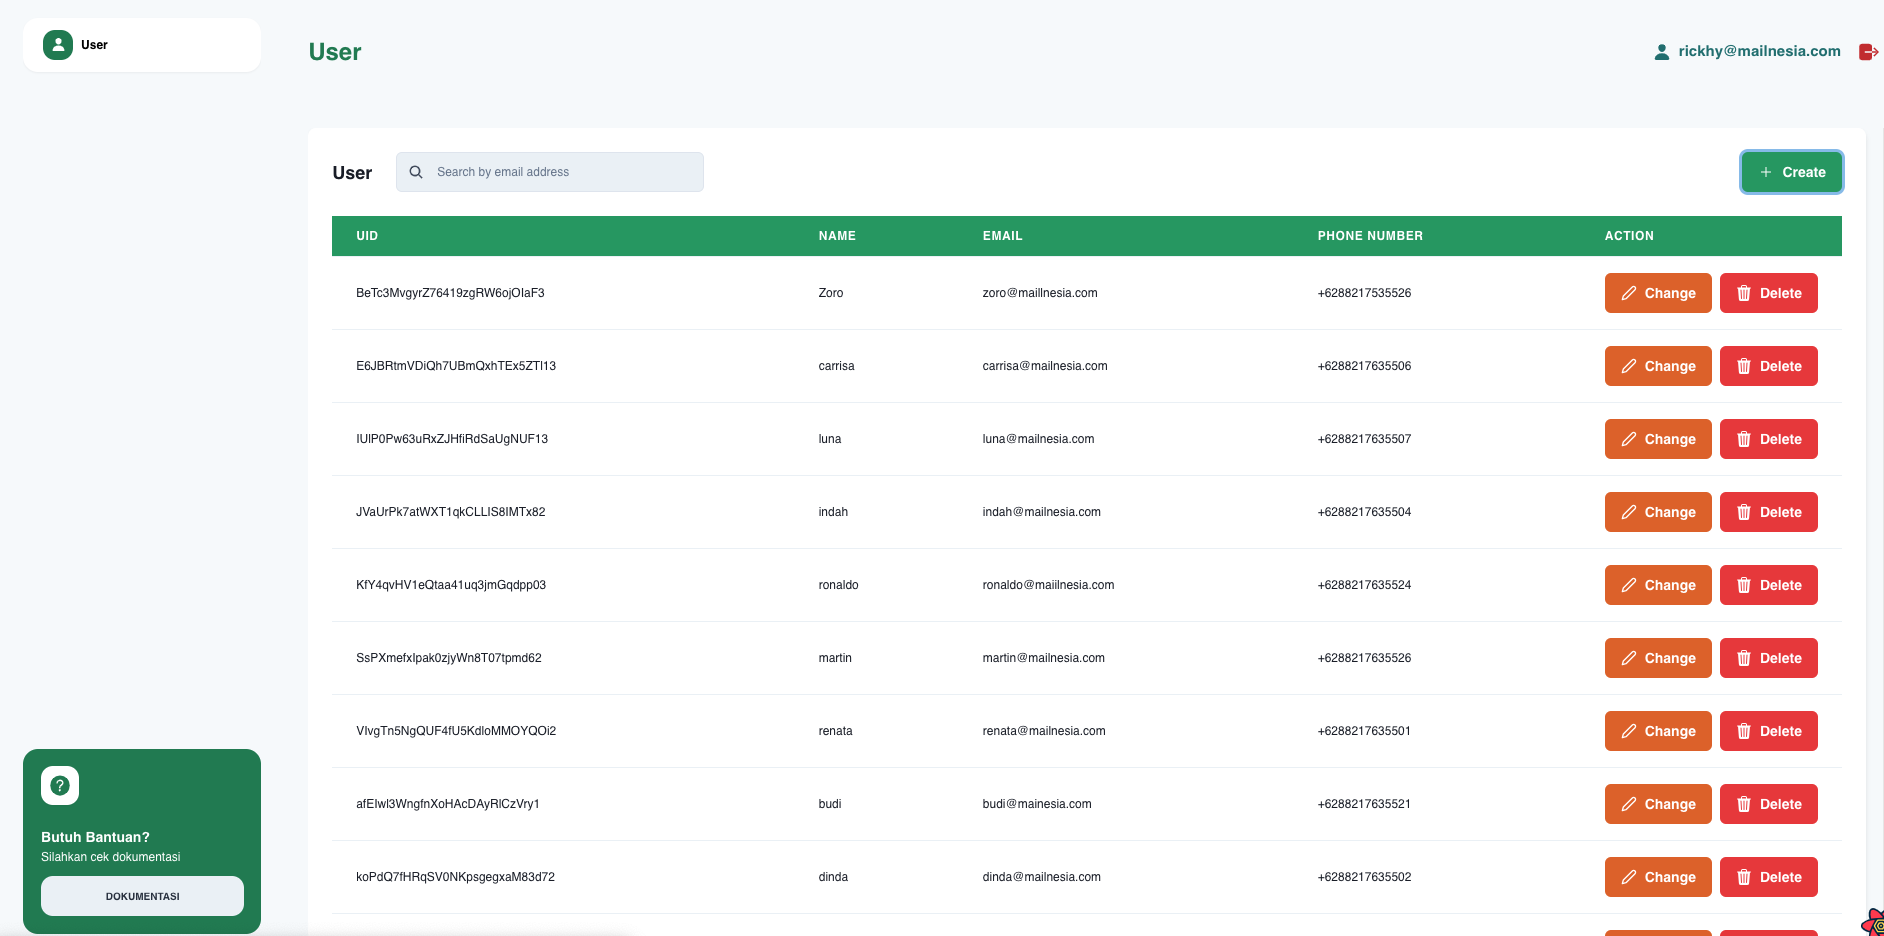 User
User
rickhy@mailnesia.com
User
Search by email address
+ Create
UID NAME EMAIL PHONE NUMBER ACTION
BeTc3MvgyrZ76419zgRW6ojOIaF3 Zoro zoro@maillnesia.com +6288217535526 Change Delete
E6JBRtmVDiQh7UBmQxhTEx5ZTl13 carrisa carrisa@mailnesia.com +6288217635506 Change Delete
IUlP0Pw63uRxZJHfiRdSaUgNUF13 luna luna@mailnesia.com +6288217635507 Change Delete
JVaUrPk7atWXT1qkCLLIS8IMTx82 indah indah@mailnesia.com +6288217635504 Change Delete
KfY4qvHV1eQtaa41uq3jmGqdpp03 ronaldo ronaldo@maiilnesia.com +6288217635524 Change Delete
SsPXmefxlpak0zjyWn8T07tpmd62 martin martin@mailnesia.com +6288217635526 Change Delete
VIvgTn5NgQUF4fU5KdloMMOYQOi2 renata renata@mailnesia.com +6288217635501 Change Delete
afEIwl3WngfnXoHAcDAyRlCzVry1 budi budi@mainesia.com +6288217635521 Change Delete
koPdQ7fHRqSV0NKpsgegxaM83d72 dinda dinda@mailnesia.com +6288217635502 Change Delete
?
Butuh Bantuan?
Silahkan cek dokumentasi
DOKUMENTASI